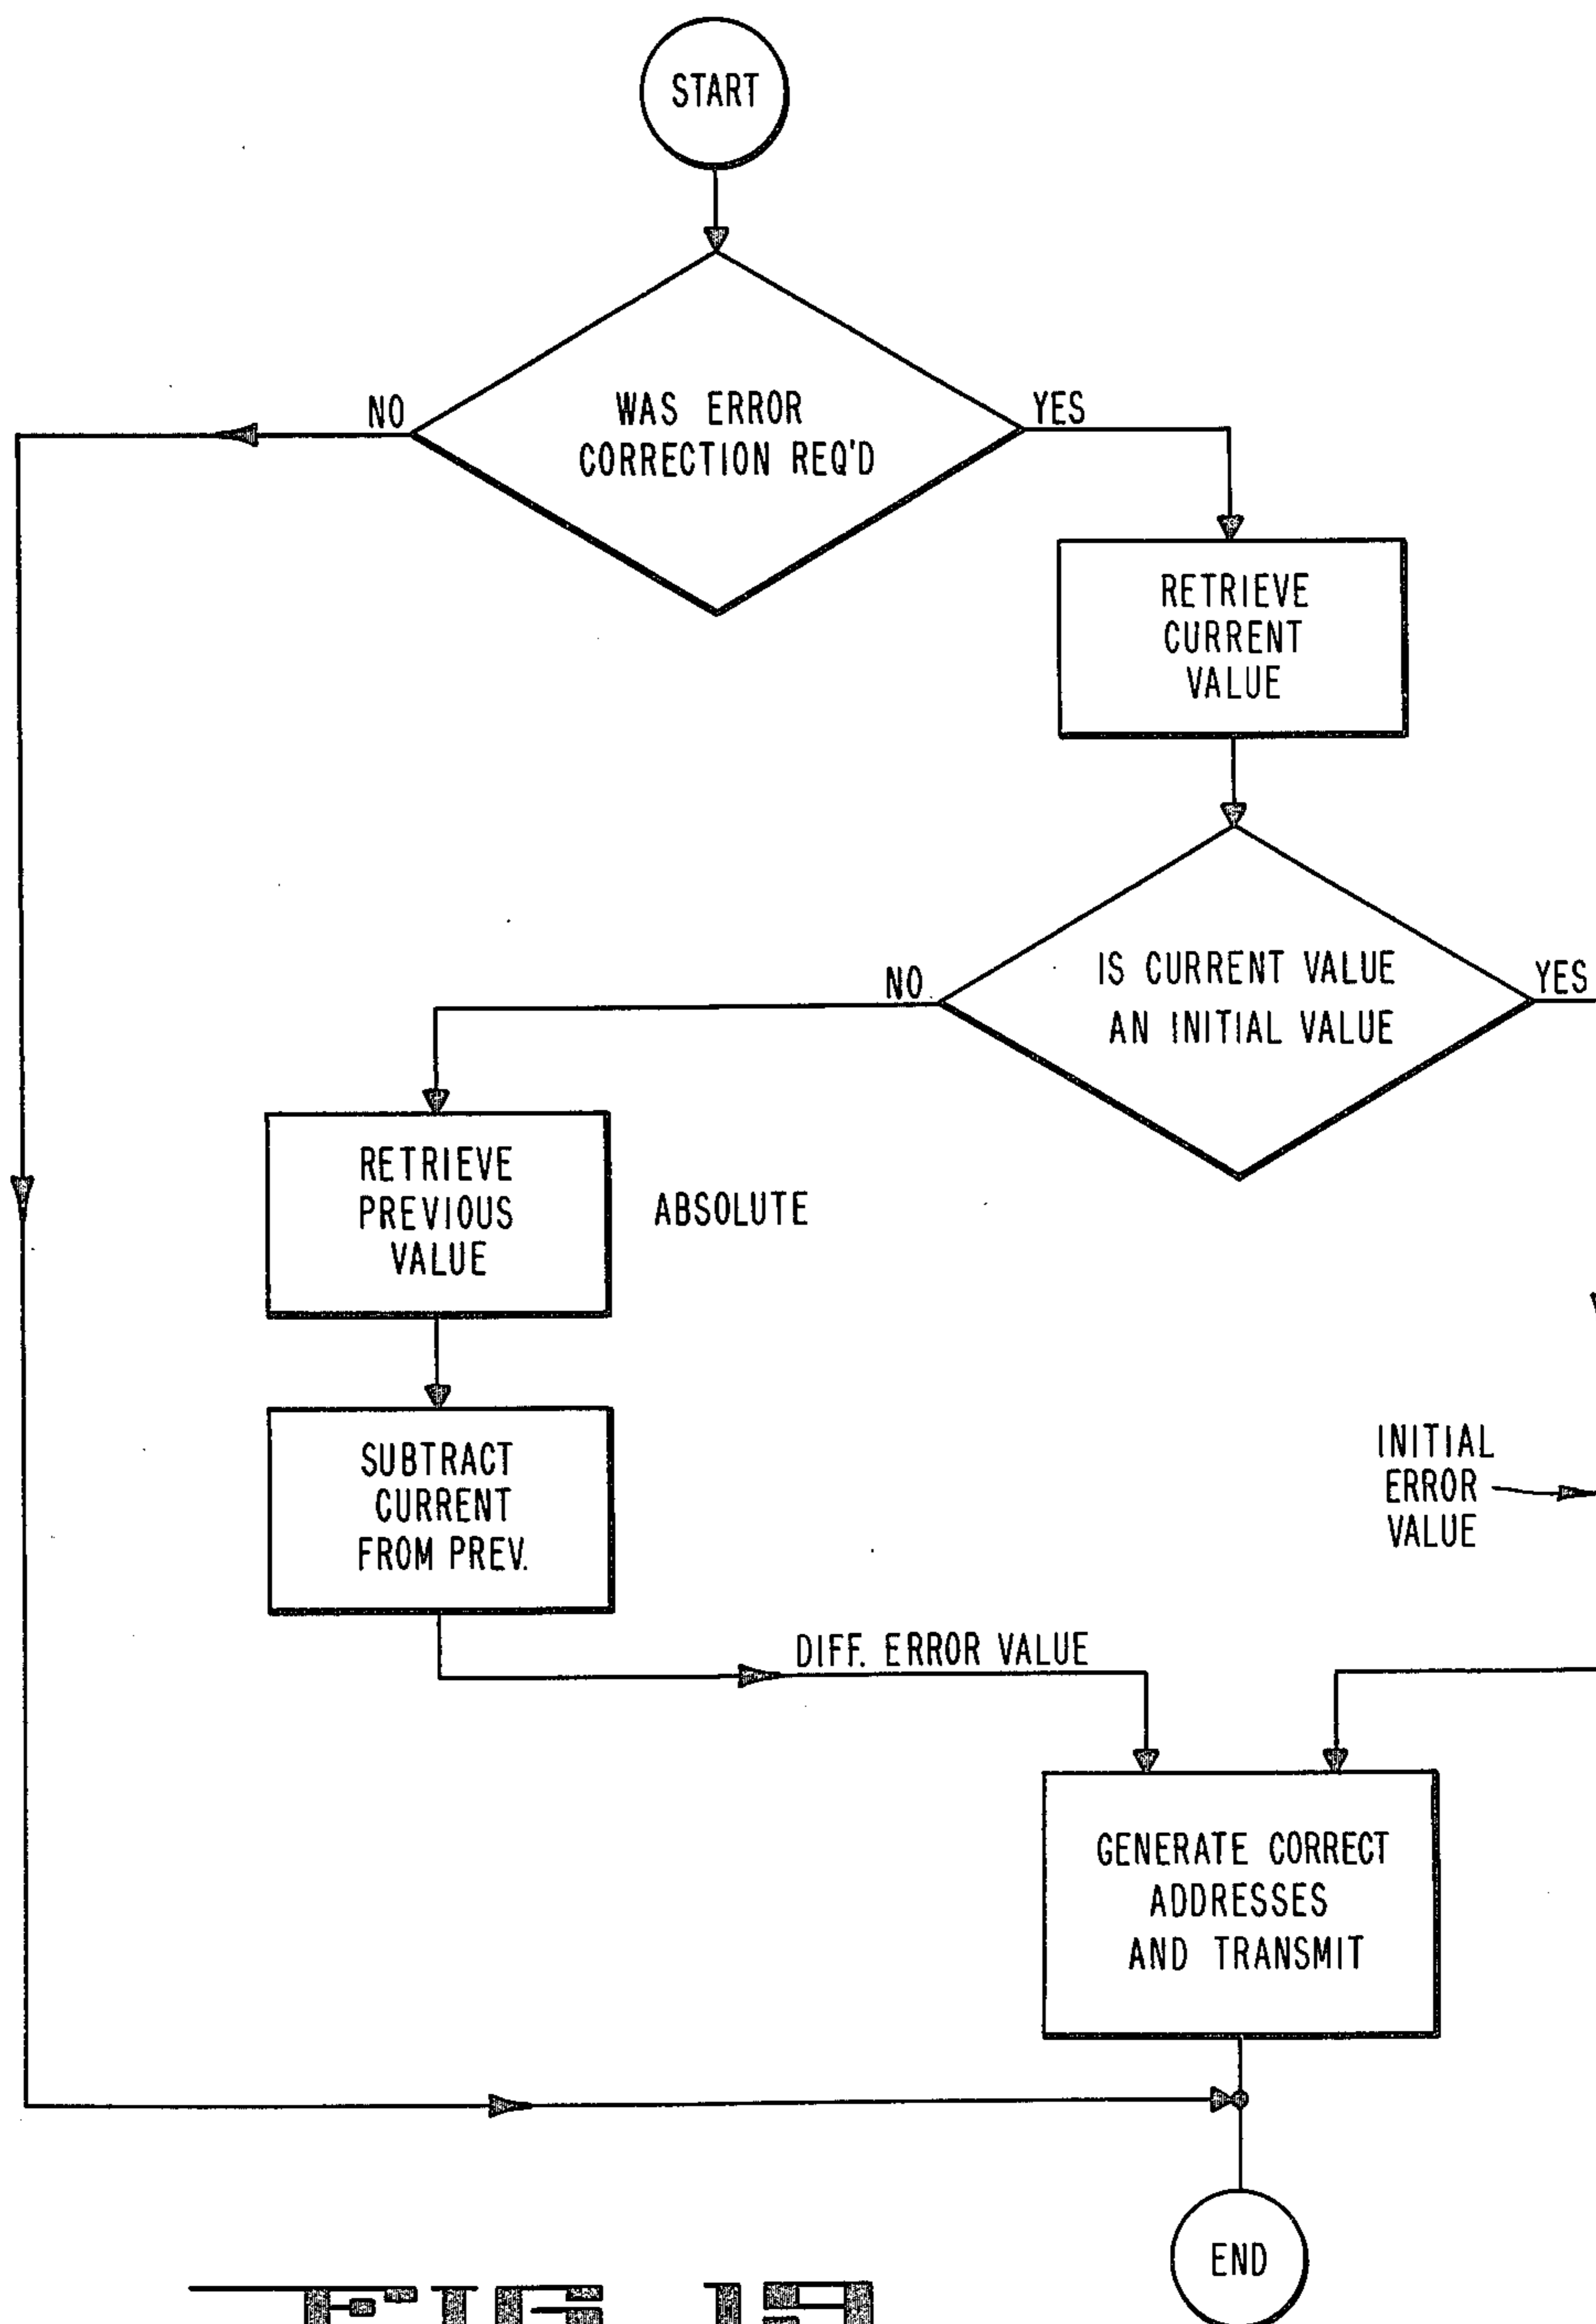 START
NO
WAS ERROR
CORRECTION REQ'D
YES
RETRIEVE
CURRENT
VALUE
NO
IS CURRENT VALUE
AN INITIAL VALUE
YES
RETRIEVE
PREVIOUS
VALUE
ABSOLUTE
SUBTRACT
CURRENT
FROM PREV.
INITIAL
ERROR
VALUE
DIFF. ERROR VALUE
GENERATE CORRECT
ADDRESSES
AND TRANSMIT
END
FIG